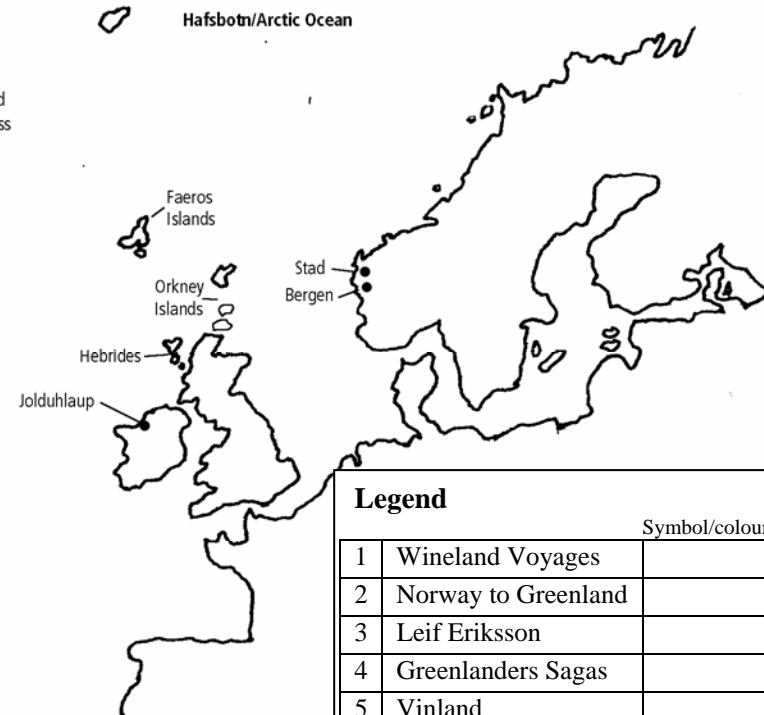 Hafsbotn/Arctic Ocean
Faeros
Islands
Stad
Orkney
Islands
Bergen
Hebrides
Jolduhlaup
Legend
Symbol/colour
1 Wineland Voyages
2 Norway to Greenland
3 Leif Eriksson
4 Greenlanders Sagas
5 Vinland